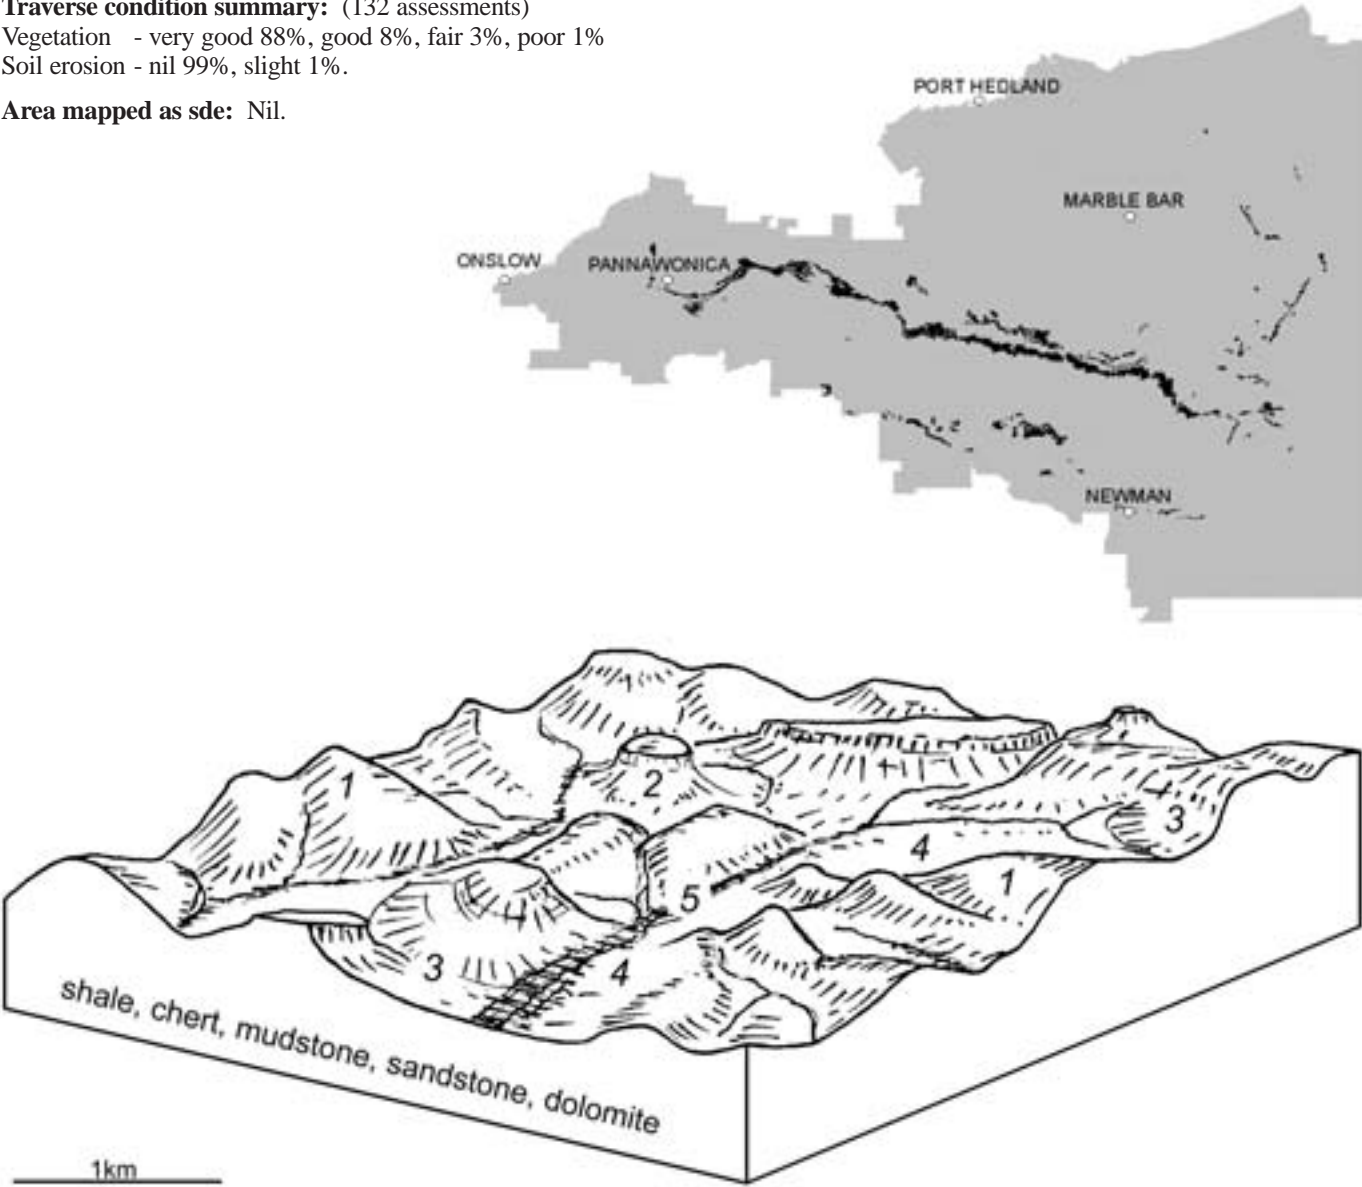 Traverse condition summary: (132 assessments)
Vegetation - very good 88%, good 8%, fair 3%, poor 1%
Soil erosion - nil 99%, slight 1%.
Area mapped as sde: Nil.
PORT HEDLAND
MARBLE BAR
ONSLOW
PANNAWONICA
NEWMAN
1
2
3
4
1
5
3
4
shale, chert, mudstone, sandstone, dolomite
1km